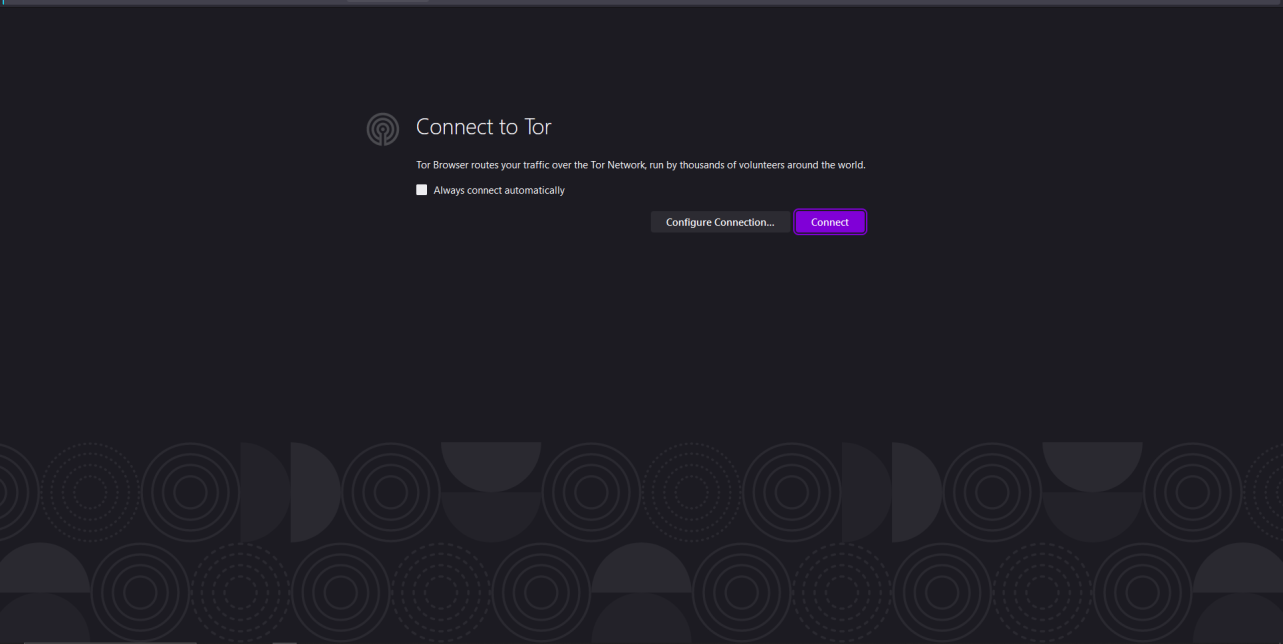 Connect to Tor
Tor Browser routes your traffic over the Tor Network, run by thousands of volunteers around the world.
Always connect automatically
Configure Connection...
Connect